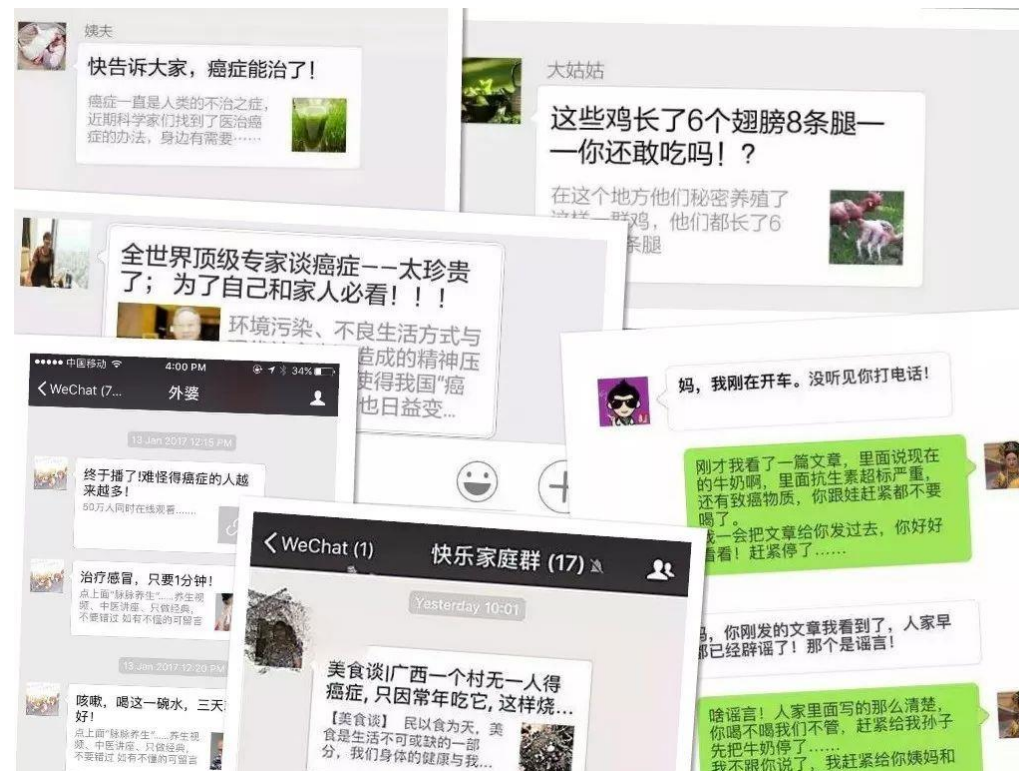 姨夫
快告诉大家，癌症能治了！
癌症一直是人类的不治之症，
近期科学家们找到了医治癌
症的办法，身边有需要……
大姑姑
这些鸡长了6个翅膀8条腿—
—你还敢吃吗！？
在这个地方他们秘密养殖了
这样一群鸡，他们都长了6
条腿
全世界顶级专家谈癌症——太珍贵
了； 为了自己和家人必看！！！
环境污染、不良生活方式与
造成的精神压
使得我国“癌
也日益变...
中国移动
4:00 PM
34%
WeChat (7...
外婆
13 Jan 2017 12:15 PM
终于播了!难怪得癌症的人越
来越多！
50万人同时在线观看……
治疗感冒，只要1分钟！
点上面“脉脉养生”……养生视
频、中医讲座、只做经典，
不要错过 如有不懂的可留言
13 Jan 2017 12:20 PM
咳嗽，喝这一碗水，三天
好！
点上面“脉脉养生”……养生视
频、中医讲座、只做经典，
不要错过 如有不懂的可留言
WeChat (1)
快乐家庭群 (17)
Yesterday 10:01
美食谈|广西一个村无一人得
癌症, 只因常年吃它, 这样烧...
【美食谈】 民以食为天，美
食是生活不可或缺的一部
分，我们身体的健康与我...
妈，我刚在开车。没听见你打电话！
刚才我看了一篇文章，里面说现在
的牛奶啊，里面抗生素超标严重，
还有致癌物质，你跟娃赶紧都不要
喝了。
我一会把文章给你发过去，你好好
看看！赶紧停了……
妈，你刚发的文章我看到了，人家早
都已经辟谣了！那个是谣言！
啥谣言！人家里面写的那么清楚，
你喝不喝我们不管，赶紧给我孙子
先把牛奶停了……
我不跟你说了，我赶紧给你姨妈和